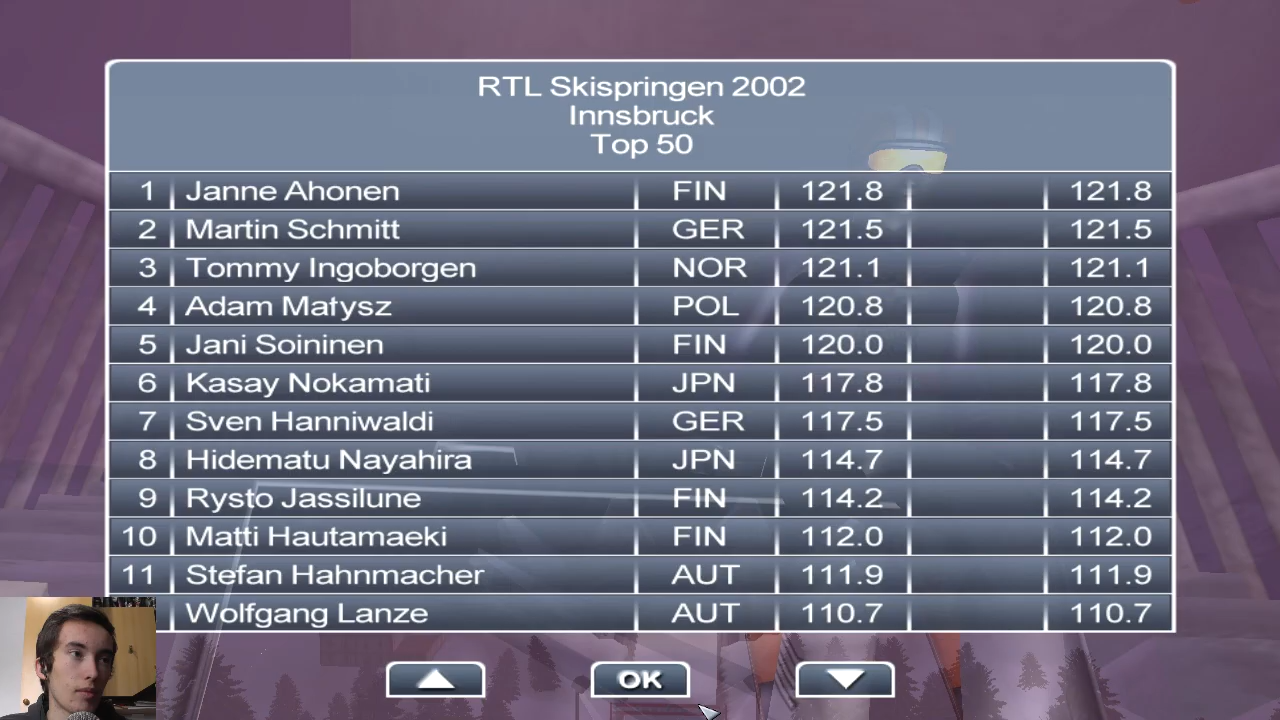 RTL Skispringen 2002
Innsbruck
Top 50
1 Janne Ahonen FIN 121.8 121.8
2 Martin Schmitt GER 121.5 121.5
3 Tommy Ingoborgen NOR 121.1 121.1
4 Adam Małysz POL 120.8 120.8
5 Jani Soininen FIN 120.0 120.0
6 Kasay Nokamati JPN 117.8 117.8
7 Sven Hanniwaldi GER 117.5 117.5
8 Hidematu Nayahira JPN 114.7 114.7
9 Rysto Jassilune FIN 114.2 114.2
10 Matti Hautamaeki FIN 112.0 112.0
11 Stefan Hahnmacher AUT 111.9 111.9
Wolfgang Lanze AUT 110.7 110.7
OK